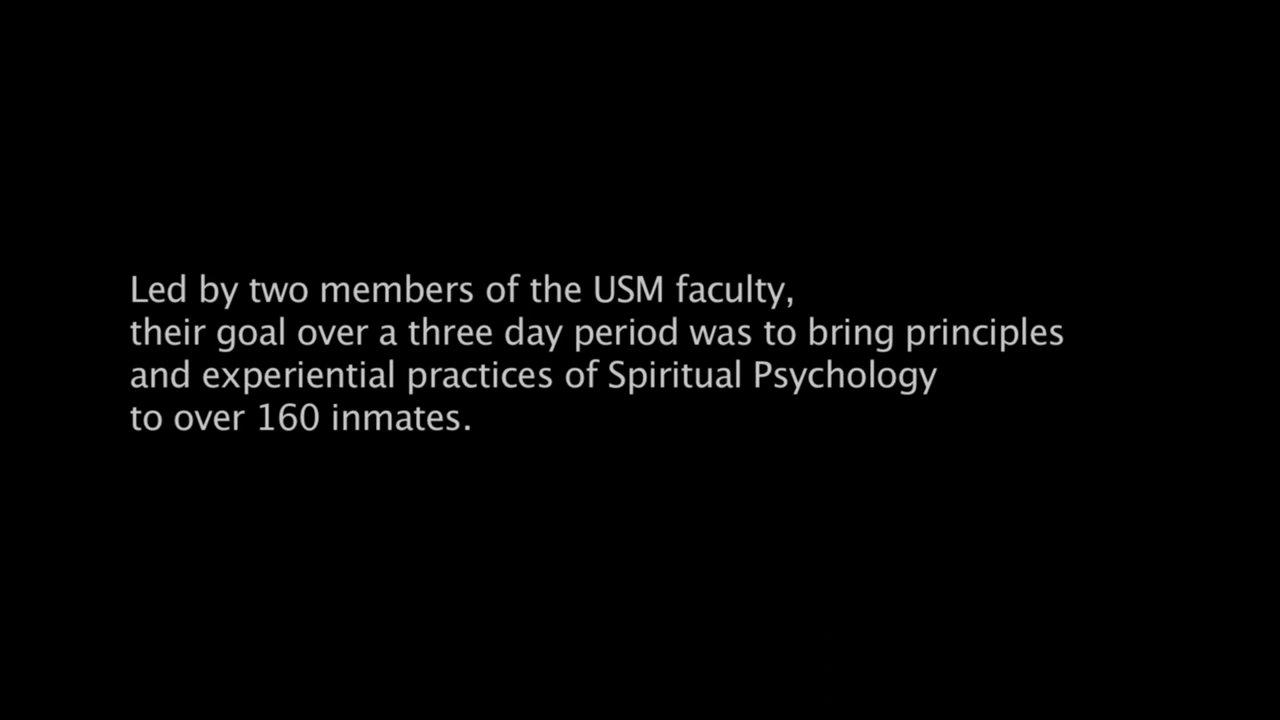 Led by two members of the USM faculty,
their goal over a three day period was to bring principles
and experiential practices of Spiritual Psychology
to over 160 inmates.